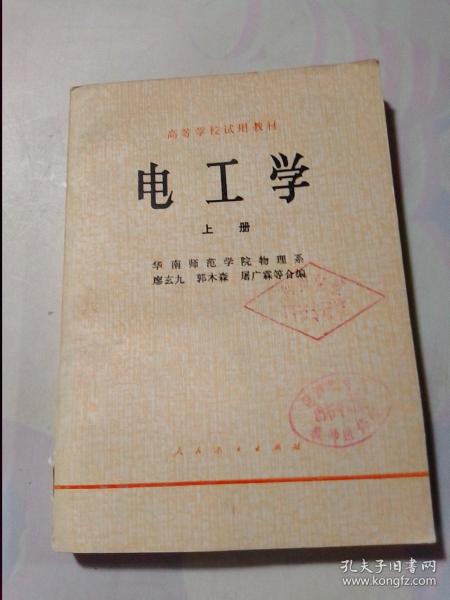 高等学校试用教材
电工学
上册
华南师范学院物理系
廖玄九 郭木森 屠广霖等合编
人民教育出版社
孔夫子旧书网
www.kongfz.com